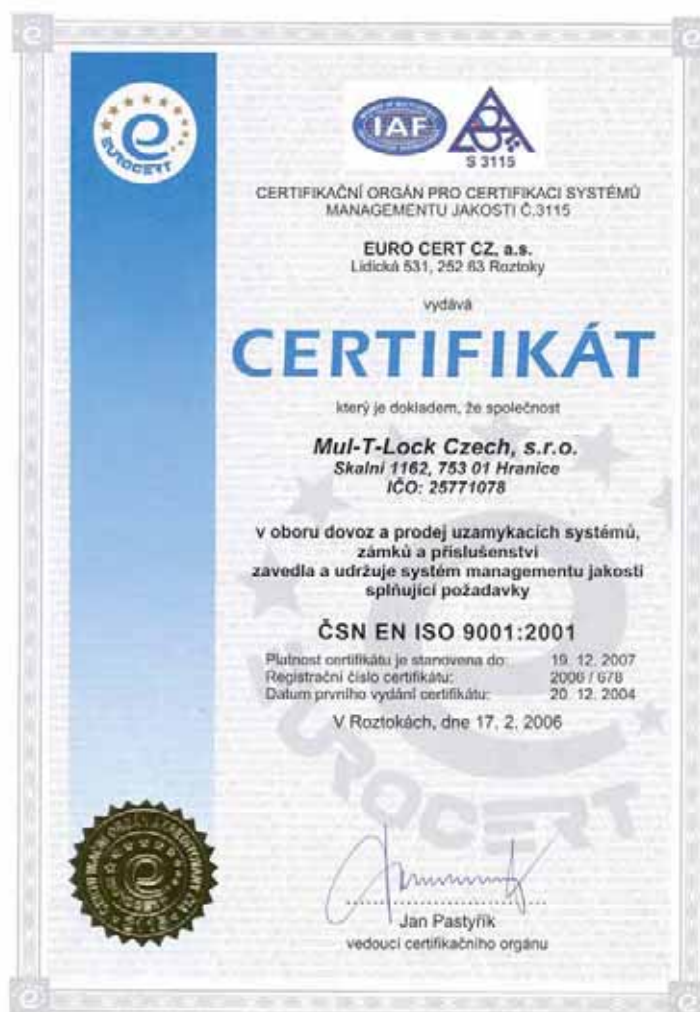 EUROCERT
IAF
S 3115
CERTIFIKAČNÍ ORGÁN PRO CERTIFIKACI SYSTÉMŮ
MANAGEMENTU JAKOSTI Č.3115
EURO CERT CZ, a.s.
Lidická 531, 252 63 Roztoky
vydává
CERTIFIKÁT
který je dokladem, že společnost
Mul-T-Lock Czech, s.r.o.
Skalní 1162, 753 01 Hranice
IČO: 25771078
v oboru dovoz a prodej uzamykacích systémů,
zámků a příslušenství
zavedla a udržuje systém managementu jakosti
splňující požadavky
ČSN EN ISO 9001:2001
Platnost certifikátu je stanovena do: 19. 12. 2007
Registrační číslo certifikátu: 2006 / 678
Datum prvního vydání certifikátu: 20. 12. 2004
V Roztokách, dne 17. 2. 2006
EUROCERT
Jan Pastyřík
vedoucí certifikačního orgánu